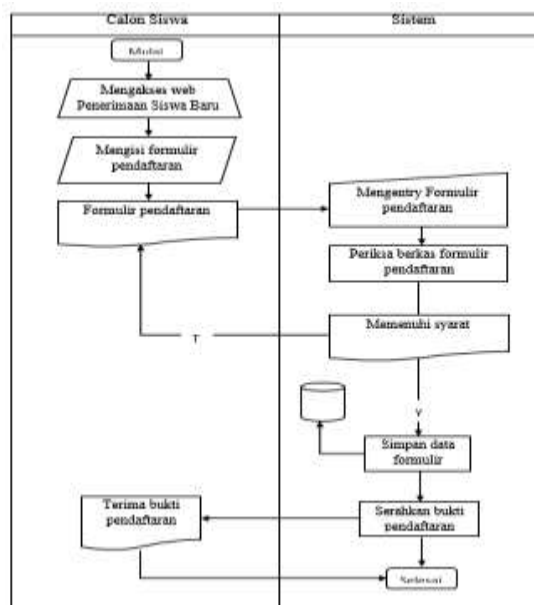 Calon Siswa
Sistem
Mulai
Mengakses web
Penerimaan Siswa Baru
Mengisi formulir
pendaftaran
Formulir pendaftaran
Mengentry Formulir
pendaftaran
Periksa berkas formulir
pendaftaran
Memenuhi syarat
T
Y
Simpan data
formulir
Terima bukti
pendaftaran
Serahkan bukti
pendaftaran
Selesai